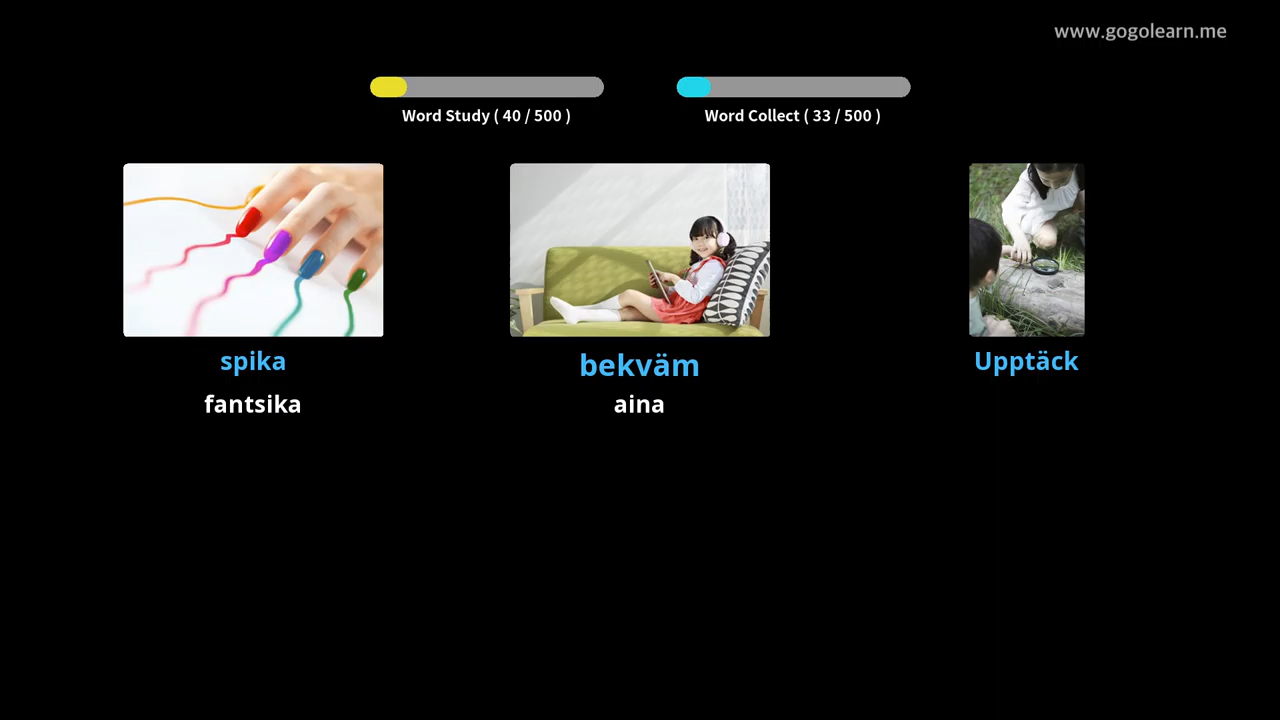 www.gogolearn.me
Word Study ( 40 / 500 )
Word Collect ( 33 / 500 )
spika
bekväm
Upptäck
fantsika
aina